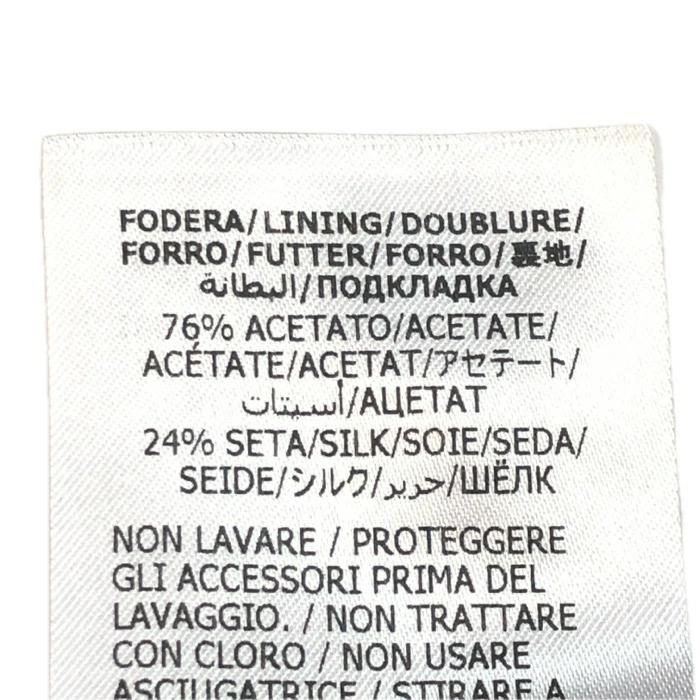 FODERA/LINING/DOUBLURE/
FORRO/FUTTER/FORRO/裏地/
البطانة/ПОДКЛАДКА
76% ACETATO/ACETATE/
ACÉTATE/ACETAT/アセテート/
أسيتات/АЦЕТАТ
24% SETA/SILK/SOIE/SEDA/
SEIDE/シルク/حرير/ШЁЛК
NON LAVARE / PROTEGGERE
GLI ACCESSORI PRIMA DEL
LAVAGGIO. / NON TRATTARE
CON CLORO / NON USARE
ASCIUGATRICE / STIRARE A